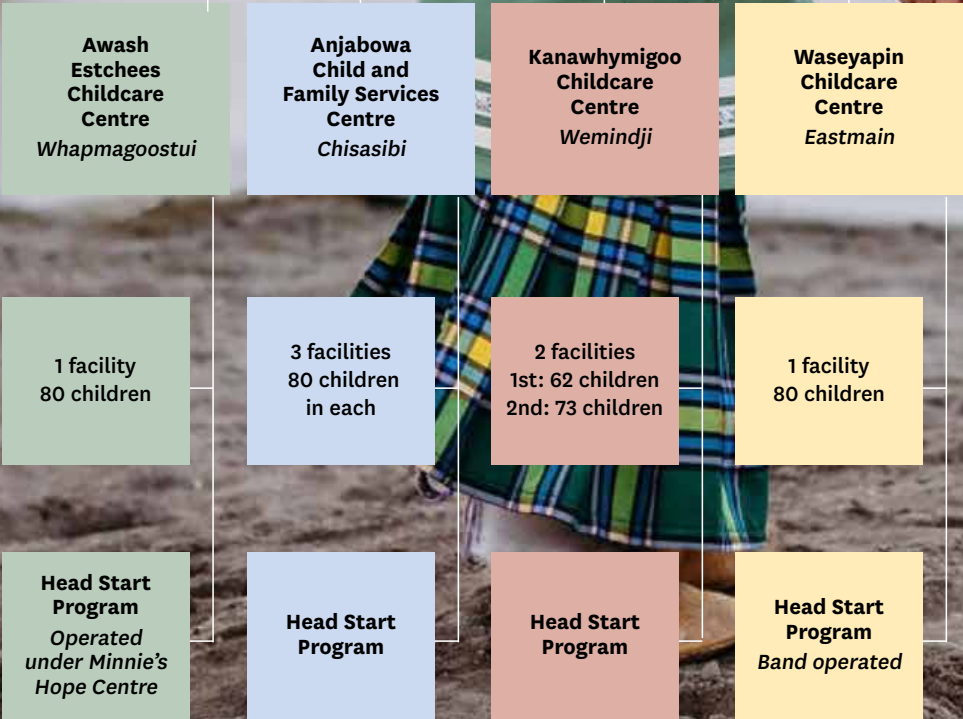 Awash
Estchees
Childcare
Centre
Whapmagoostui
Anjabowa
Child and
Family Services
Centre
Chisasibi
Kanawhymigoo
Childcare
Centre
Wemindji
Waseyapin
Childcare
Centre
Eastmain
1 facility
80 children
3 facilities
80 children
in each
2 facilities
1st: 62 children
2nd: 73 children
1 facility
80 children
Head Start
Program
Operated
under Minnie’s
Hope Centre
Head Start
Program
Head Start
Program
Head Start
Program
Band operated